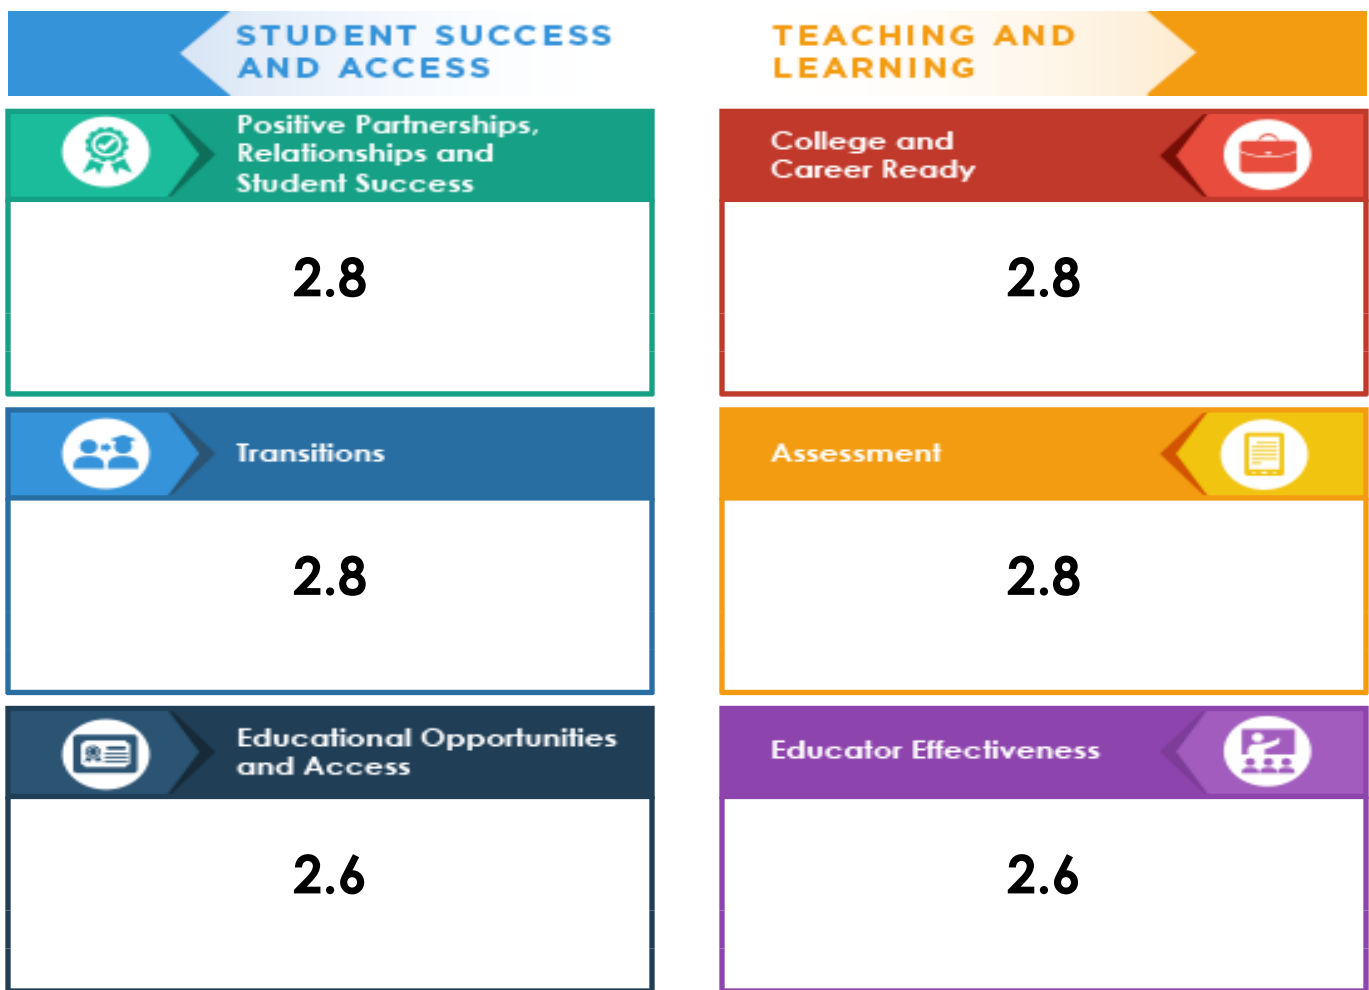 STUDENT SUCCESS
AND ACCESS
Positive Partnerships,
Relationships and
Student Success
2.8
Transitions
2.8
Educational Opportunities
and Access
2.6
TEACHING AND
LEARNING
College and
Career Ready
2.8
Assessment
2.8
Educator Effectiveness
2.6